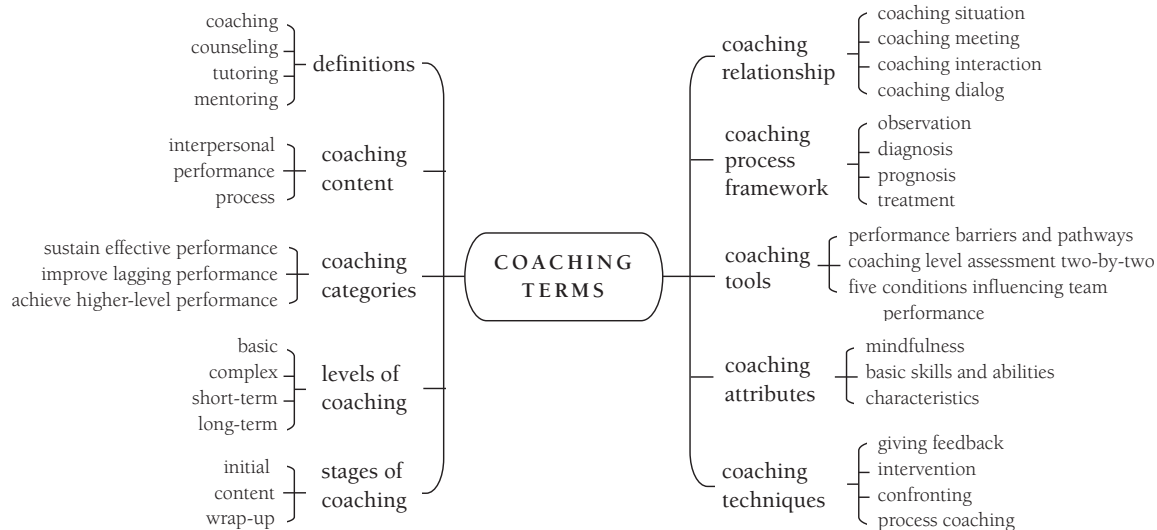 coaching
counseling
tutoring
mentoring
definitions
interpersonal
performance
process
coaching
content
sustain effective performance
improve lagging performance
achieve higher-level performance
coaching
categories
basic
complex
short-term
long-term
levels of
coaching
initial
content
wrap-up
stages of
coaching
COACHING
TERMS
coaching
relationship
coaching situation
coaching meeting
coaching interaction
coaching dialog
coaching
process
framework
observation
diagnosis
prognosis
treatment
coaching
tools
performance barriers and pathways
coaching level assessment two-by-two
five conditions influencing team
performance
coaching
attributes
mindfulness
basic skills and abilities
characteristics
coaching
techniques
giving feedback
intervention
confronting
process coaching